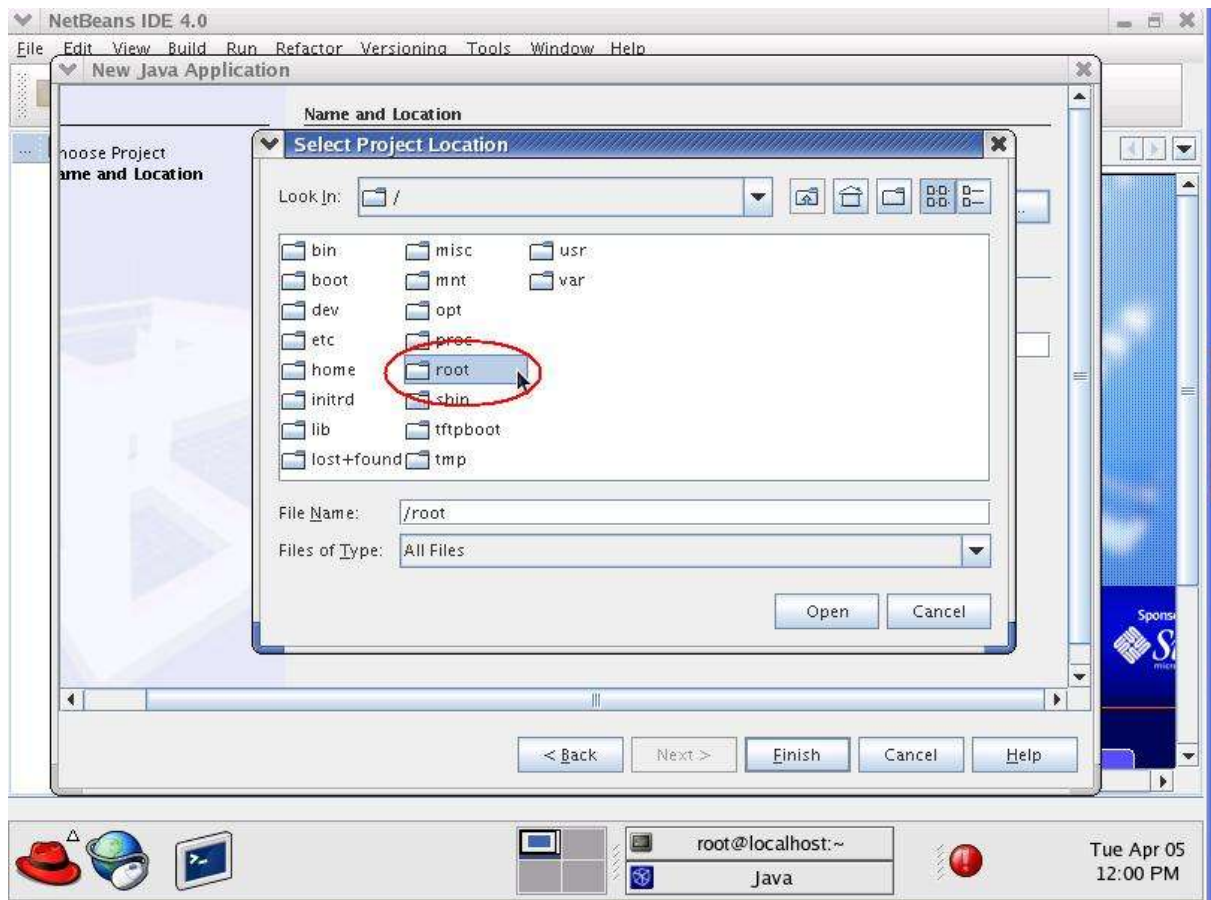 NetBeans IDE 4.0
File Edit View Build Run Refactor Versioning Tools Window Help
New Java Application
Name and Location
Select Project Location
...
hoose Project
ame and Location
Look In: /
...
bin misc usr
boot mnt var
dev opt
etc proc
home root
initrd sbin
lib tftpboot
lost+found tmp
File Name: /root
Files of Type: All Files
Open Cancel
Spons
micr
< Back Next > Finish Cancel Help
root@localhost:~
Java
Tue Apr 05
12:00 PM